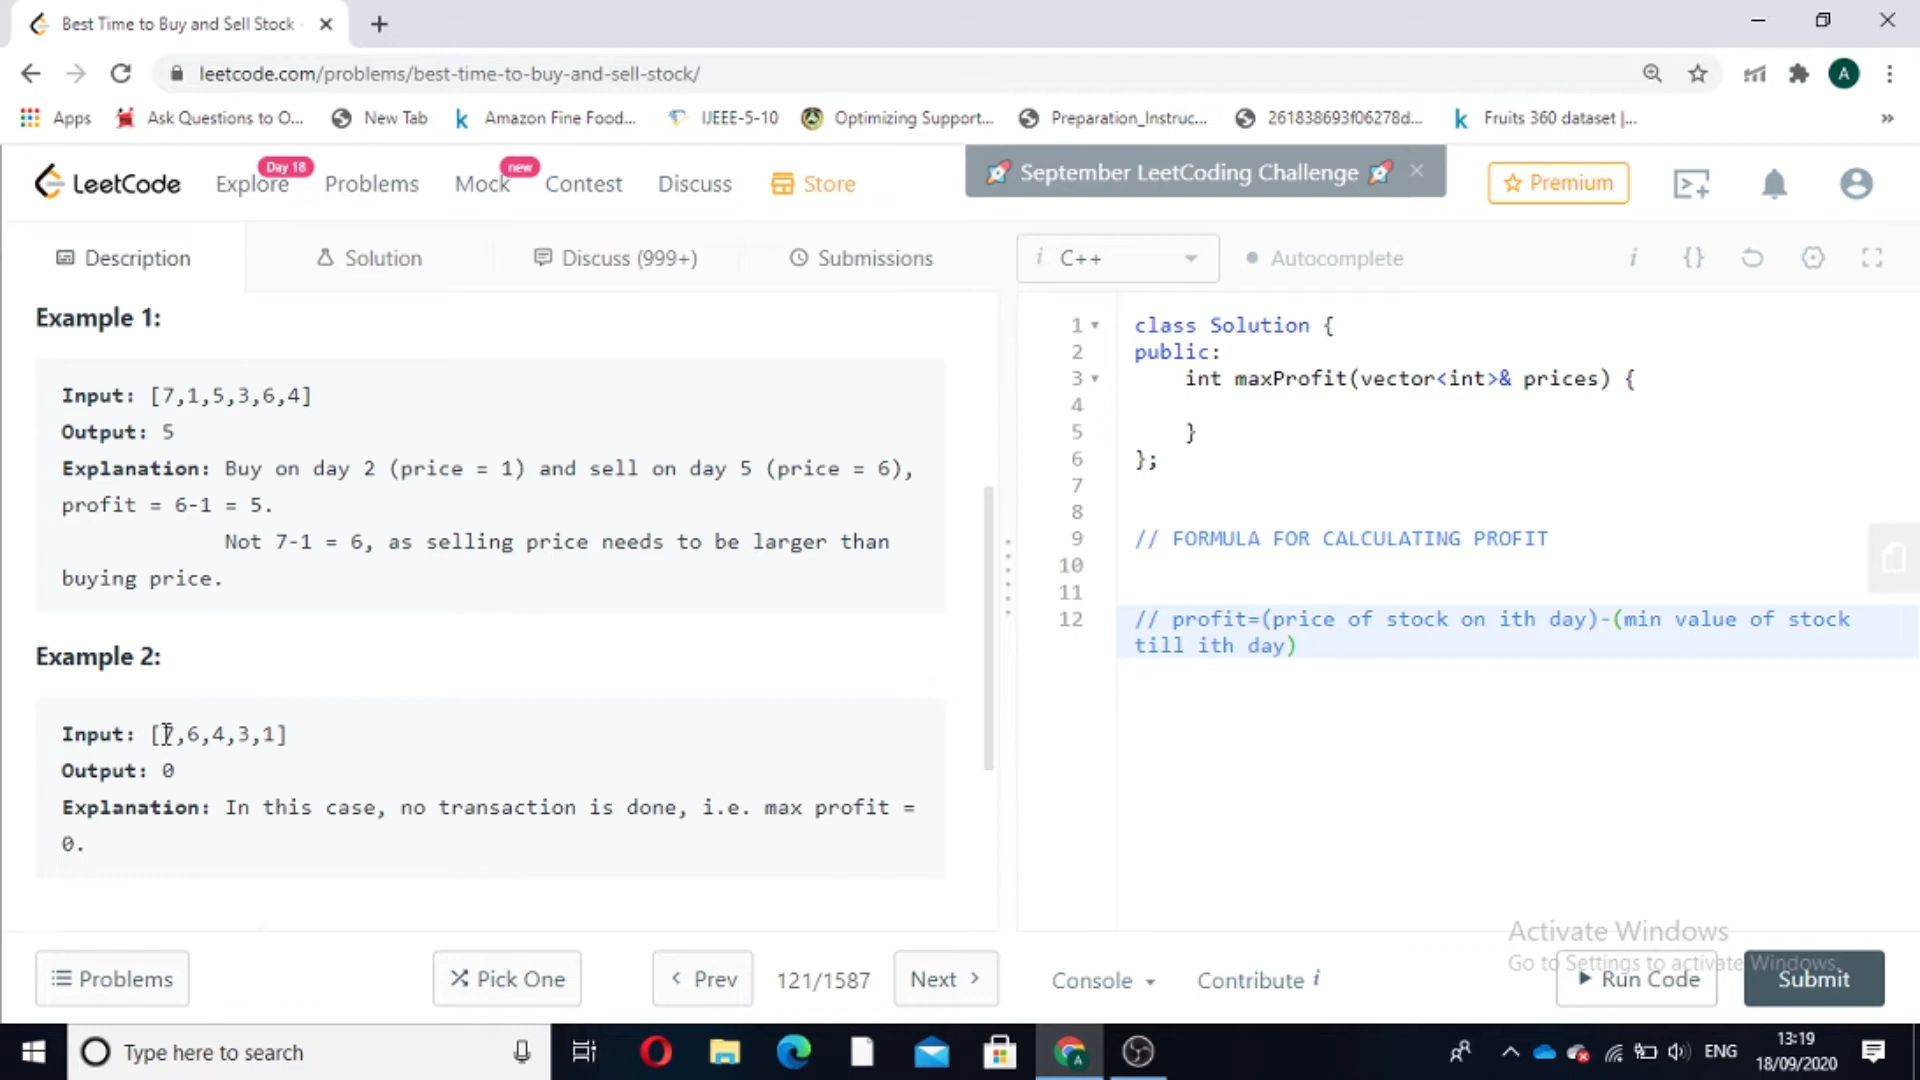 Best Time to Buy and Sell Stock
leetcode.com/problems/best-time-to-buy-and-sell-stock/
A
Apps
Ask Questions to O...
New Tab
Amazon Fine Food...
IJEEE-5-10
Optimizing Support...
Preparation_Instruc...
261838693f06278d...
Fruits 360 dataset |...
»
LeetCode
Explore
Day 18
Problems
Mock
new
Contest
Discuss
Store
September LeetCoding Challenge
Premium
Description
Solution
Discuss (999+)
Submissions
i C++
Autocomplete
i {}
Example 1:
Input: [7,1,5,3,6,4]
Output: 5
Explanation: Buy on day 2 (price = 1) and sell on day 5 (price = 6),
profit = 6-1 = 5.
Not 7-1 = 6, as selling price needs to be larger than
buying price.
Example 2:
Input: [7,6,4,3,1]
Output: 0
Explanation: In this case, no transaction is done, i.e. max profit =
0.
1 class Solution {
2 public:
3 int maxProfit(vector<int>& prices) {
4
5 }
6 };
7
8
9 // FORMULA FOR CALCULATING PROFIT
10
11
12 // profit=(price of stock on ith day)-(min value of stock
till ith day)
Activate Windows
Go to Settings to activate Windows.
Problems
Pick One
< Prev
121/1587
Next >
Console
Contribute i
Run Code
Submit
Type here to search
ENG
13:19
18/09/2020